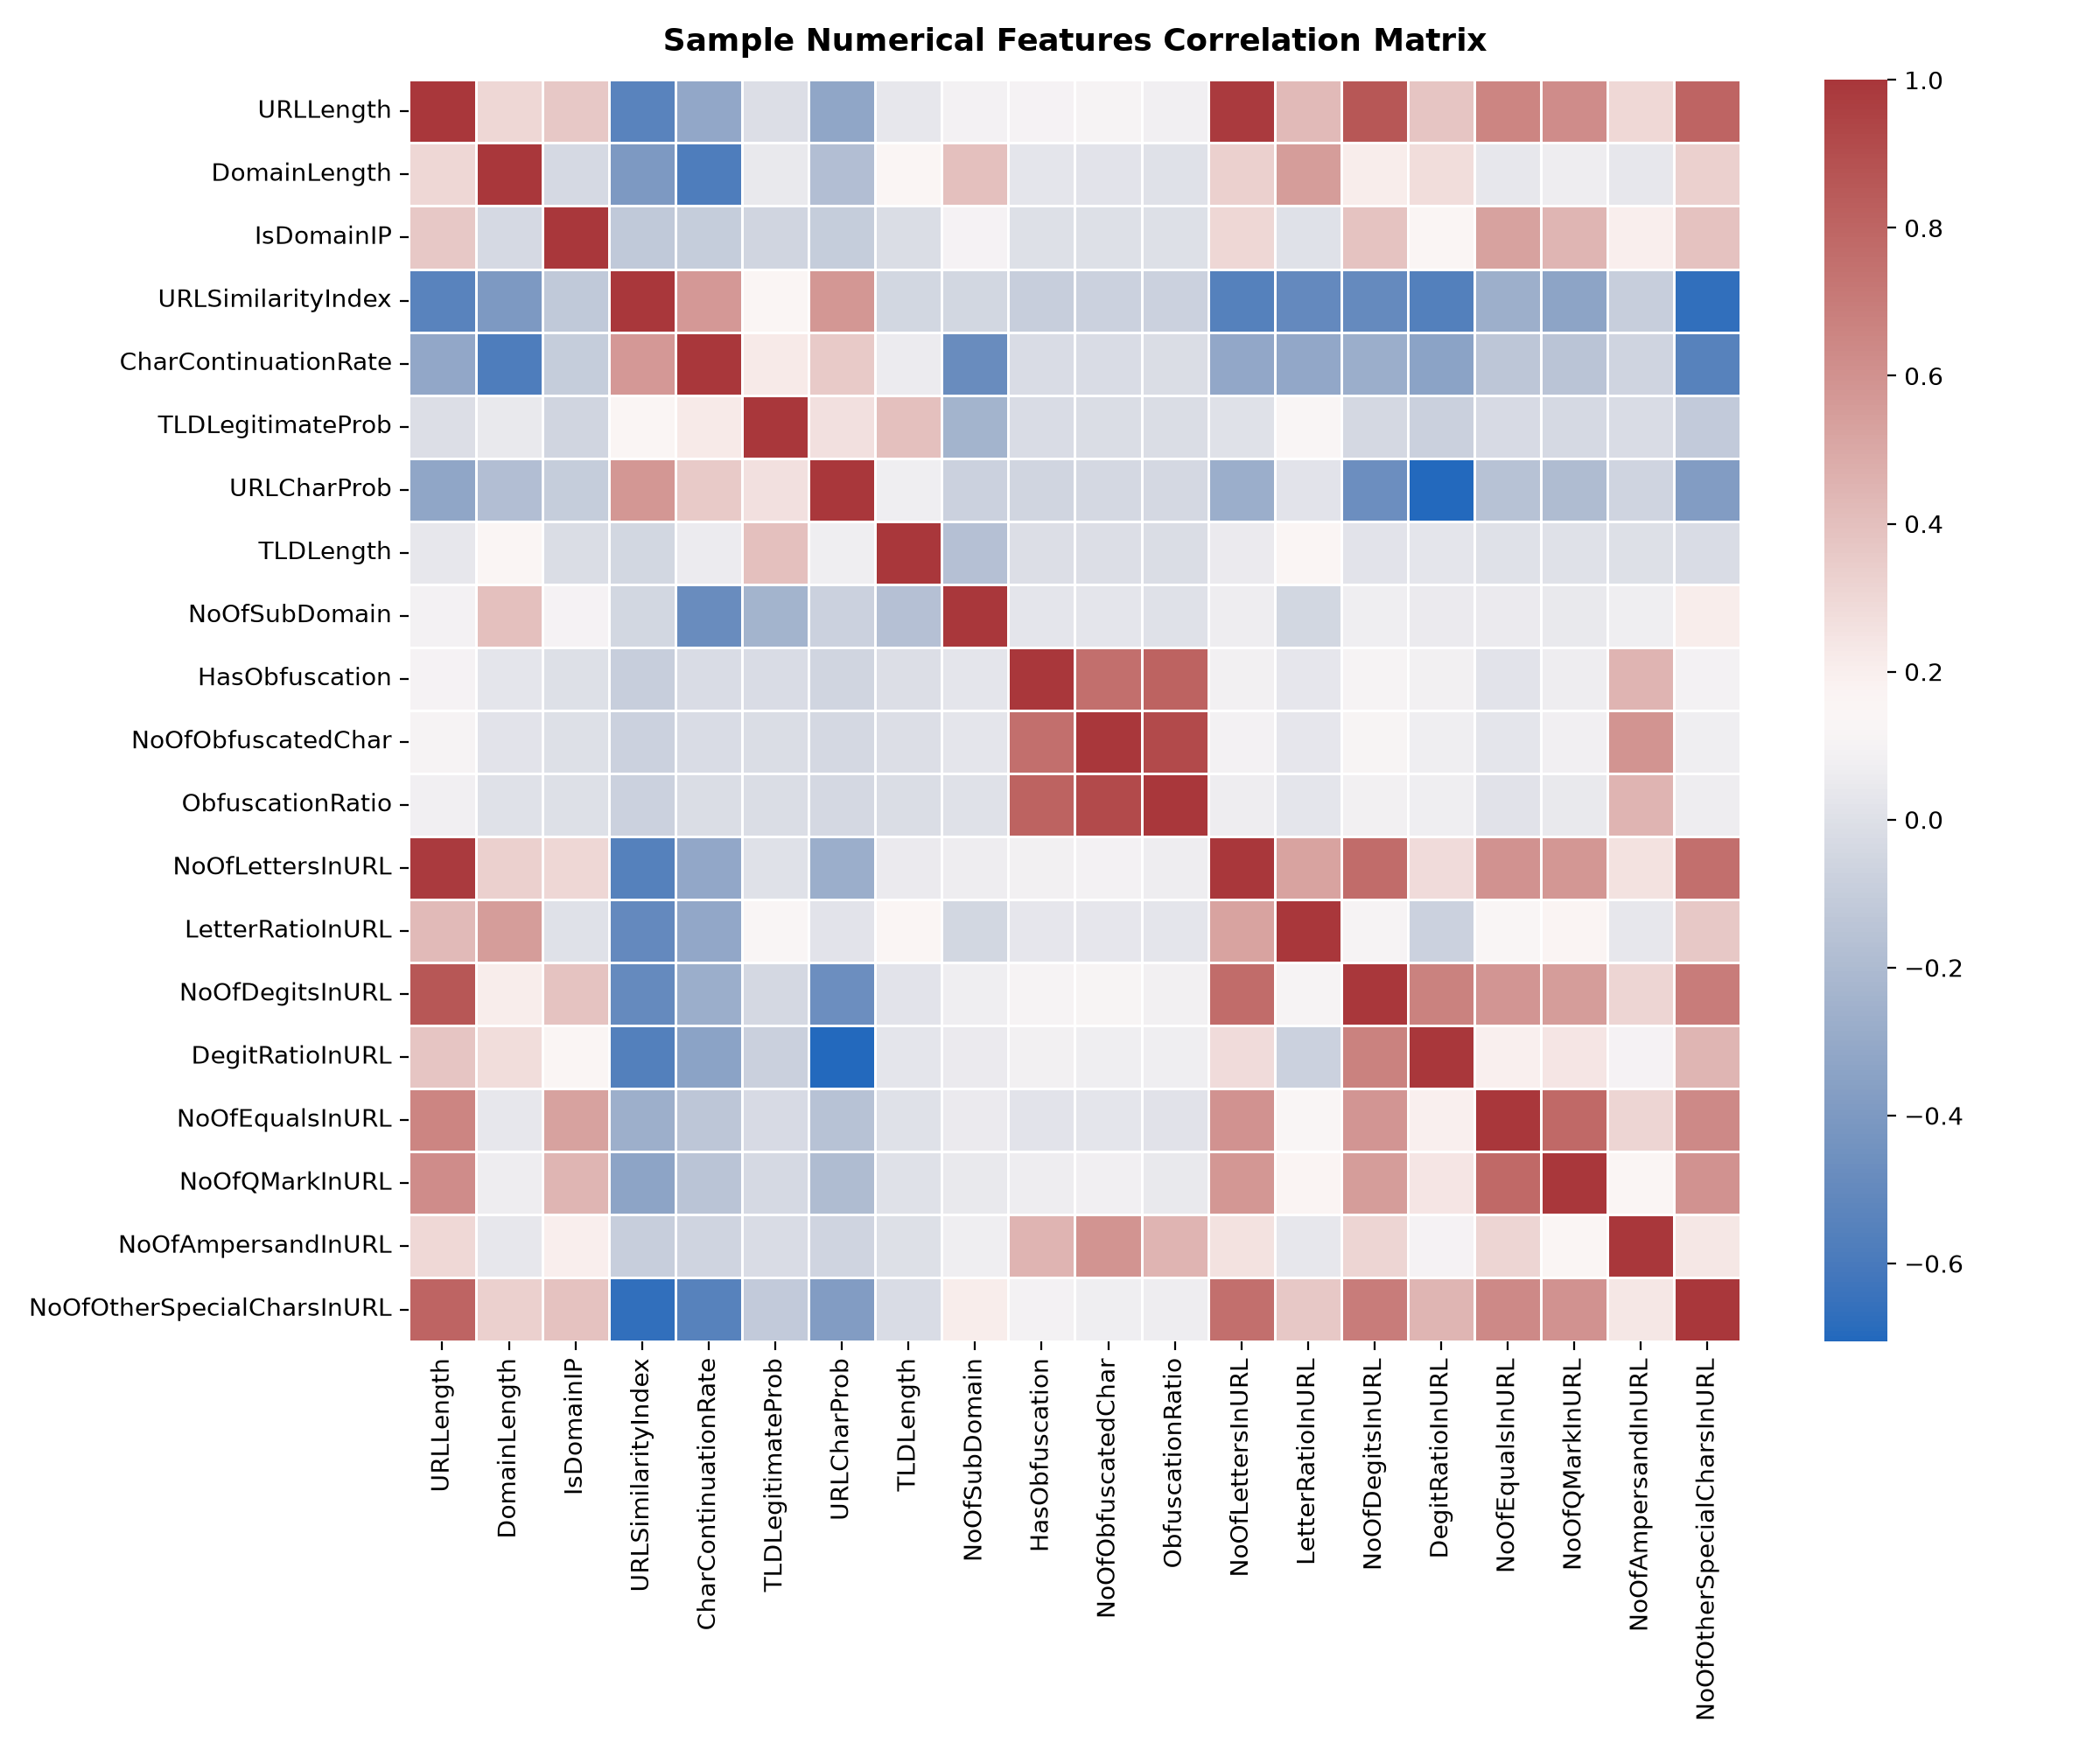 Sample Numerical Features Correlation Matrix
URLLength
DomainLength
IsDomainIP
URLSimilarityIndex
CharContinuationRate
TLDLegitimateProb
URLCharProb
TLDLength
NoOfSubDomain
HasObfuscation
NoOfObfuscatedChar
ObfuscationRatio
NoOfLettersInURL
LetterRatioInURL
NoOfDegitsInURL
DegitRatioInURL
NoOfEqualsInURL
NoOfQMarkInURL
NoOfAmpersandInURL
NoOfOtherSpecialCharsInURL
URLLength
DomainLength
IsDomainIP
URLSimilarityIndex
CharContinuationRate
TLDLegitimateProb
URLCharProb
TLDLength
NoOfSubDomain
HasObfuscation
NoOfObfuscatedChar
ObfuscationRatio
NoOfLettersInURL
LetterRatioInURL
NoOfDegitsInURL
DegitRatioInURL
NoOfEqualsInURL
NoOfQMarkInURL
NoOfAmpersandInURL
NoOfOtherSpecialCharsInURL
1.0
0.8
0.6
0.4
0.2
0.0
−0.2
−0.4
−0.6